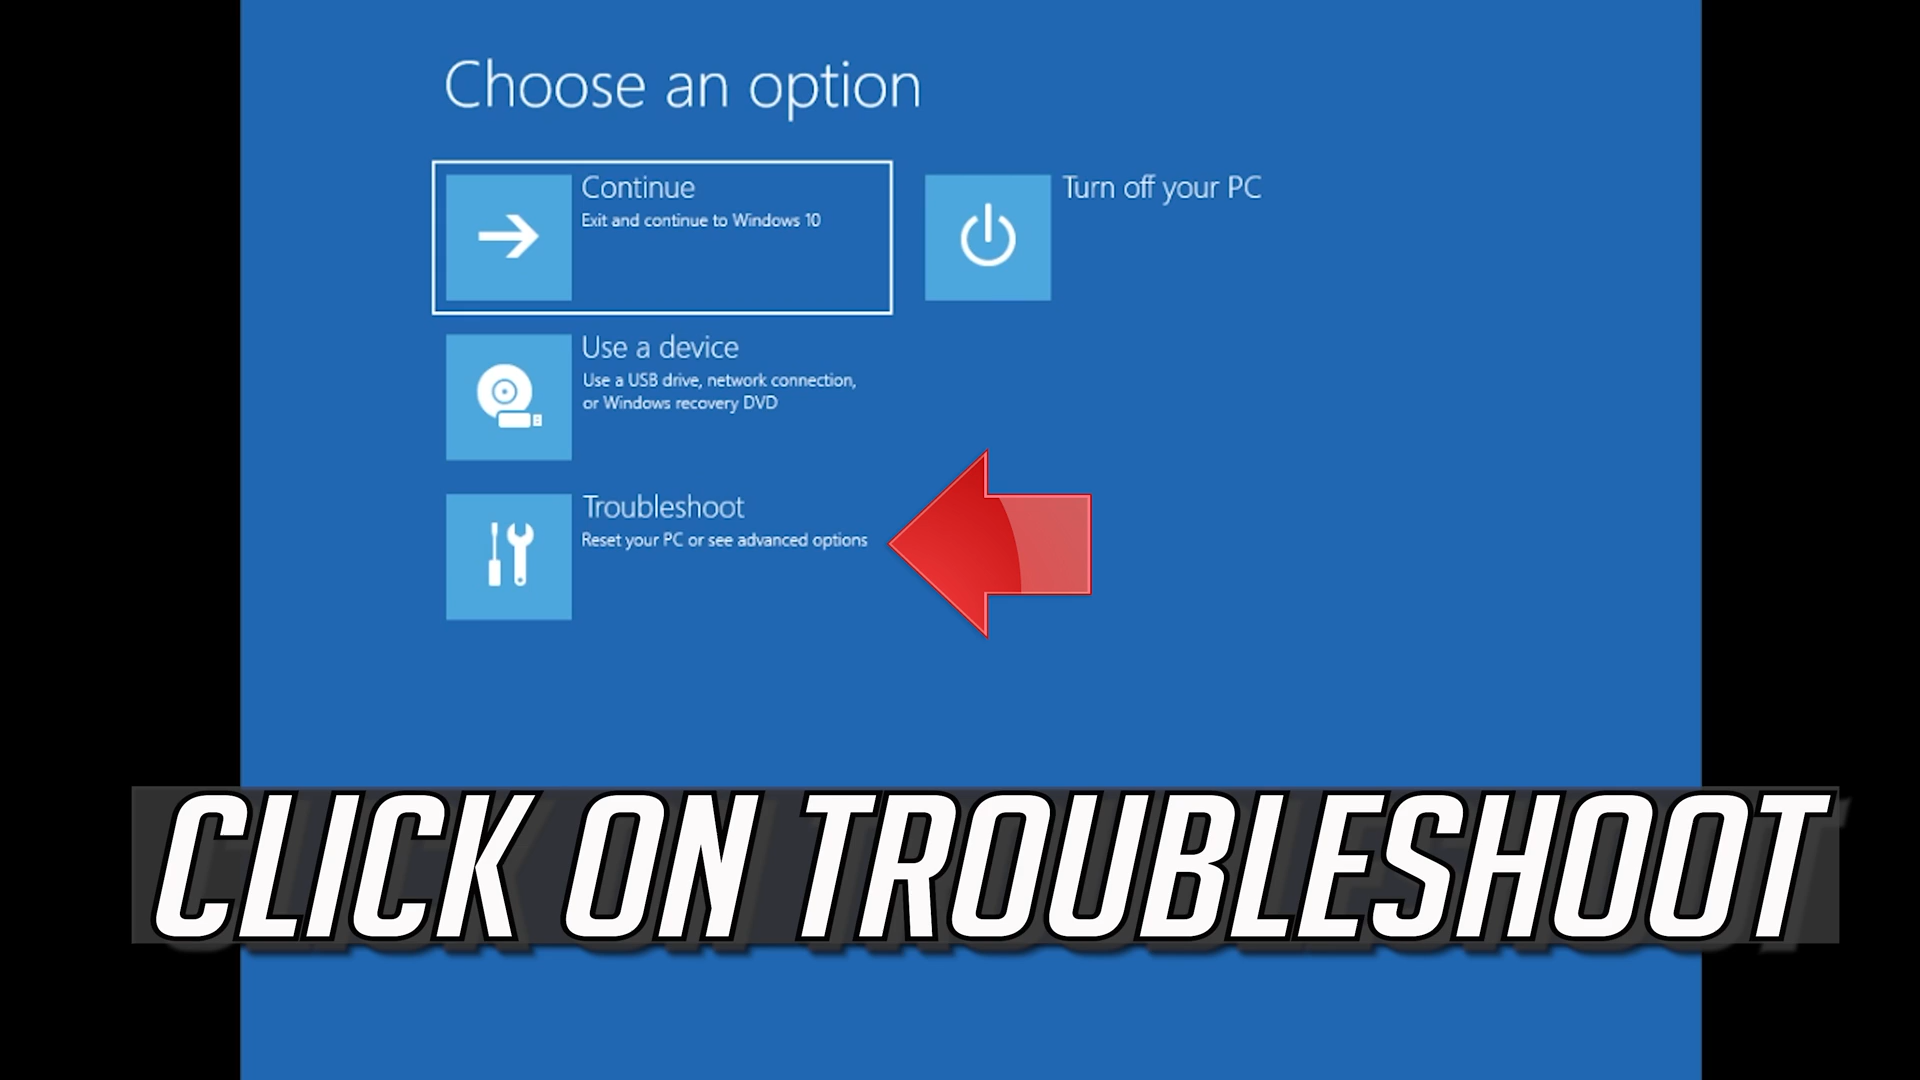 Choose an option
Continue
Exit and continue to Windows 10
Turn off your PC
Use a device
Use a USB drive, network connection,
or Windows recovery DVD
Troubleshoot
Reset your PC or see advanced options
CLICK ON TROUBLESHOOT